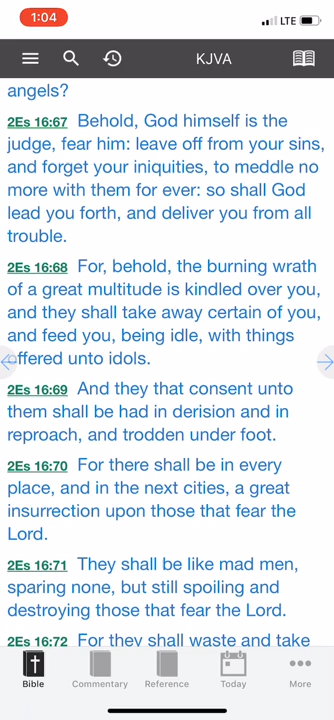 1:04
LTE
KJVA
angels?
2Es 16:67 Behold, God himself is the
judge, fear him: leave off from your sins,
and forget your iniquities, to meddle no
more with them for ever: so shall God
lead you forth, and deliver you from all
trouble.
2Es 16:68 For, behold, the burning wrath
of a great multitude is kindled over you,
and they shall take away certain of you,
and feed you, being idle, with things
offered unto idols.
2Es 16:69 And they that consent unto
them shall be had in derision and in
reproach, and trodden under foot.
2Es 16:70 For there shall be in every
place, and in the next cities, a great
insurrection upon those that fear the
Lord.
2Es 16:71 They shall be like mad men,
sparing none, but still spoiling and
destroying those that fear the Lord.
2Es 16:72 For they shall waste and take
Bible Commentary Reference Today More